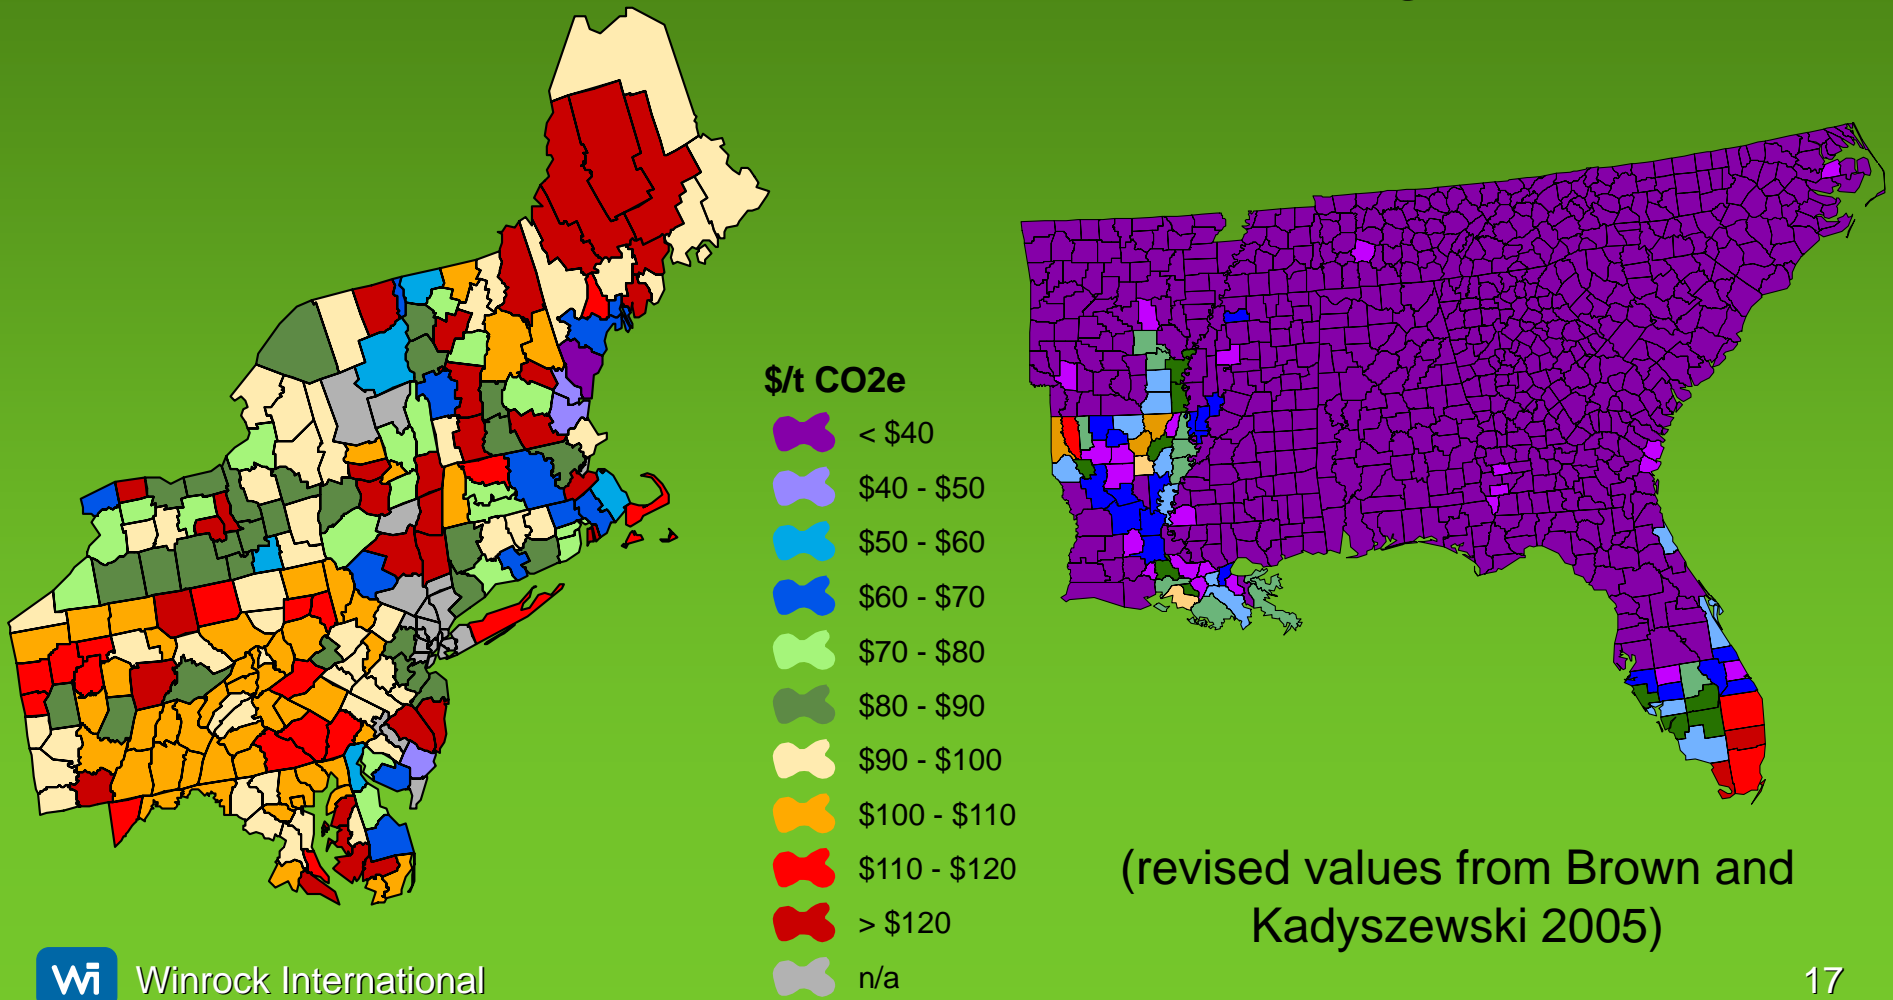 $/t CO2e
< $40
$40 - $50
$50 - $60
$60 - $70
$70 - $80
$80 - $90
$90 - $100
$100 - $110
$110 - $120
> $120
n/a
(revised values from Brown and
Kadyszewski 2005)
Wi Winrock International
17